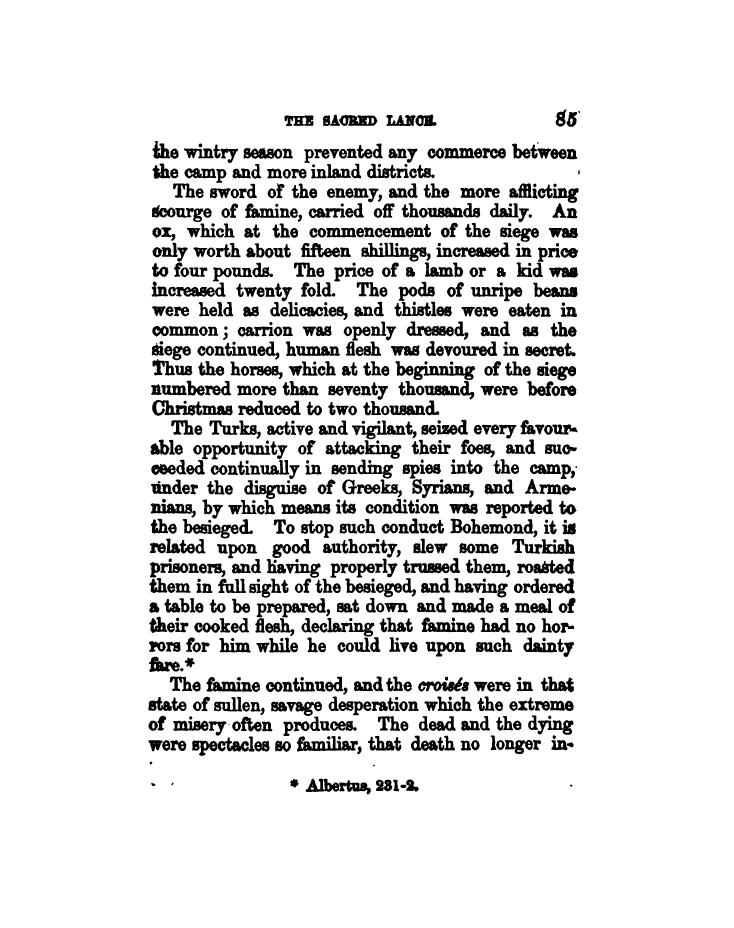 THE SACRED LANCE. 85
the wintry season prevented any commerce between
the camp and more inland districts.
The sword of the enemy, and the more afflicting
scourge of famine, carried off thousands daily. An
ox, which at the commencement of the siege was
only worth about fifteen shillings, increased in price
to four pounds. The price of a lamb or a kid was
increased twenty fold. The pods of unripe beans
were held as delicacies, and thistles were eaten in
common; carrion was openly dressed, and as the
siege continued, human flesh was devoured in secret.
Thus the horses, which at the beginning of the siege
numbered more than seventy thousand, were before
Christmas reduced to two thousand.
The Turks, active and vigilant, seized every favour-
able opportunity of attacking their foes, and suc-
ceeded continually in sending spies into the camp,
under the disguise of Greeks, Syrians, and Arme-
nians, by which means its condition was reported to
the besieged. To stop such conduct Bohemond, it is
related upon good authority, slew some Turkish
prisoners, and having properly trussed them, roasted
them in full sight of the besieged, and having ordered
a table to be prepared, sat down and made a meal of
their cooked flesh, declaring that famine had no hor-
rors for him while he could live upon such dainty
fare.*
The famine continued, and the croisés were in that
state of sullen, savage desperation which the extreme
of misery often produces. The dead and the dying
were spectacles so familiar, that death no longer in-
* Albertus, 231-2.